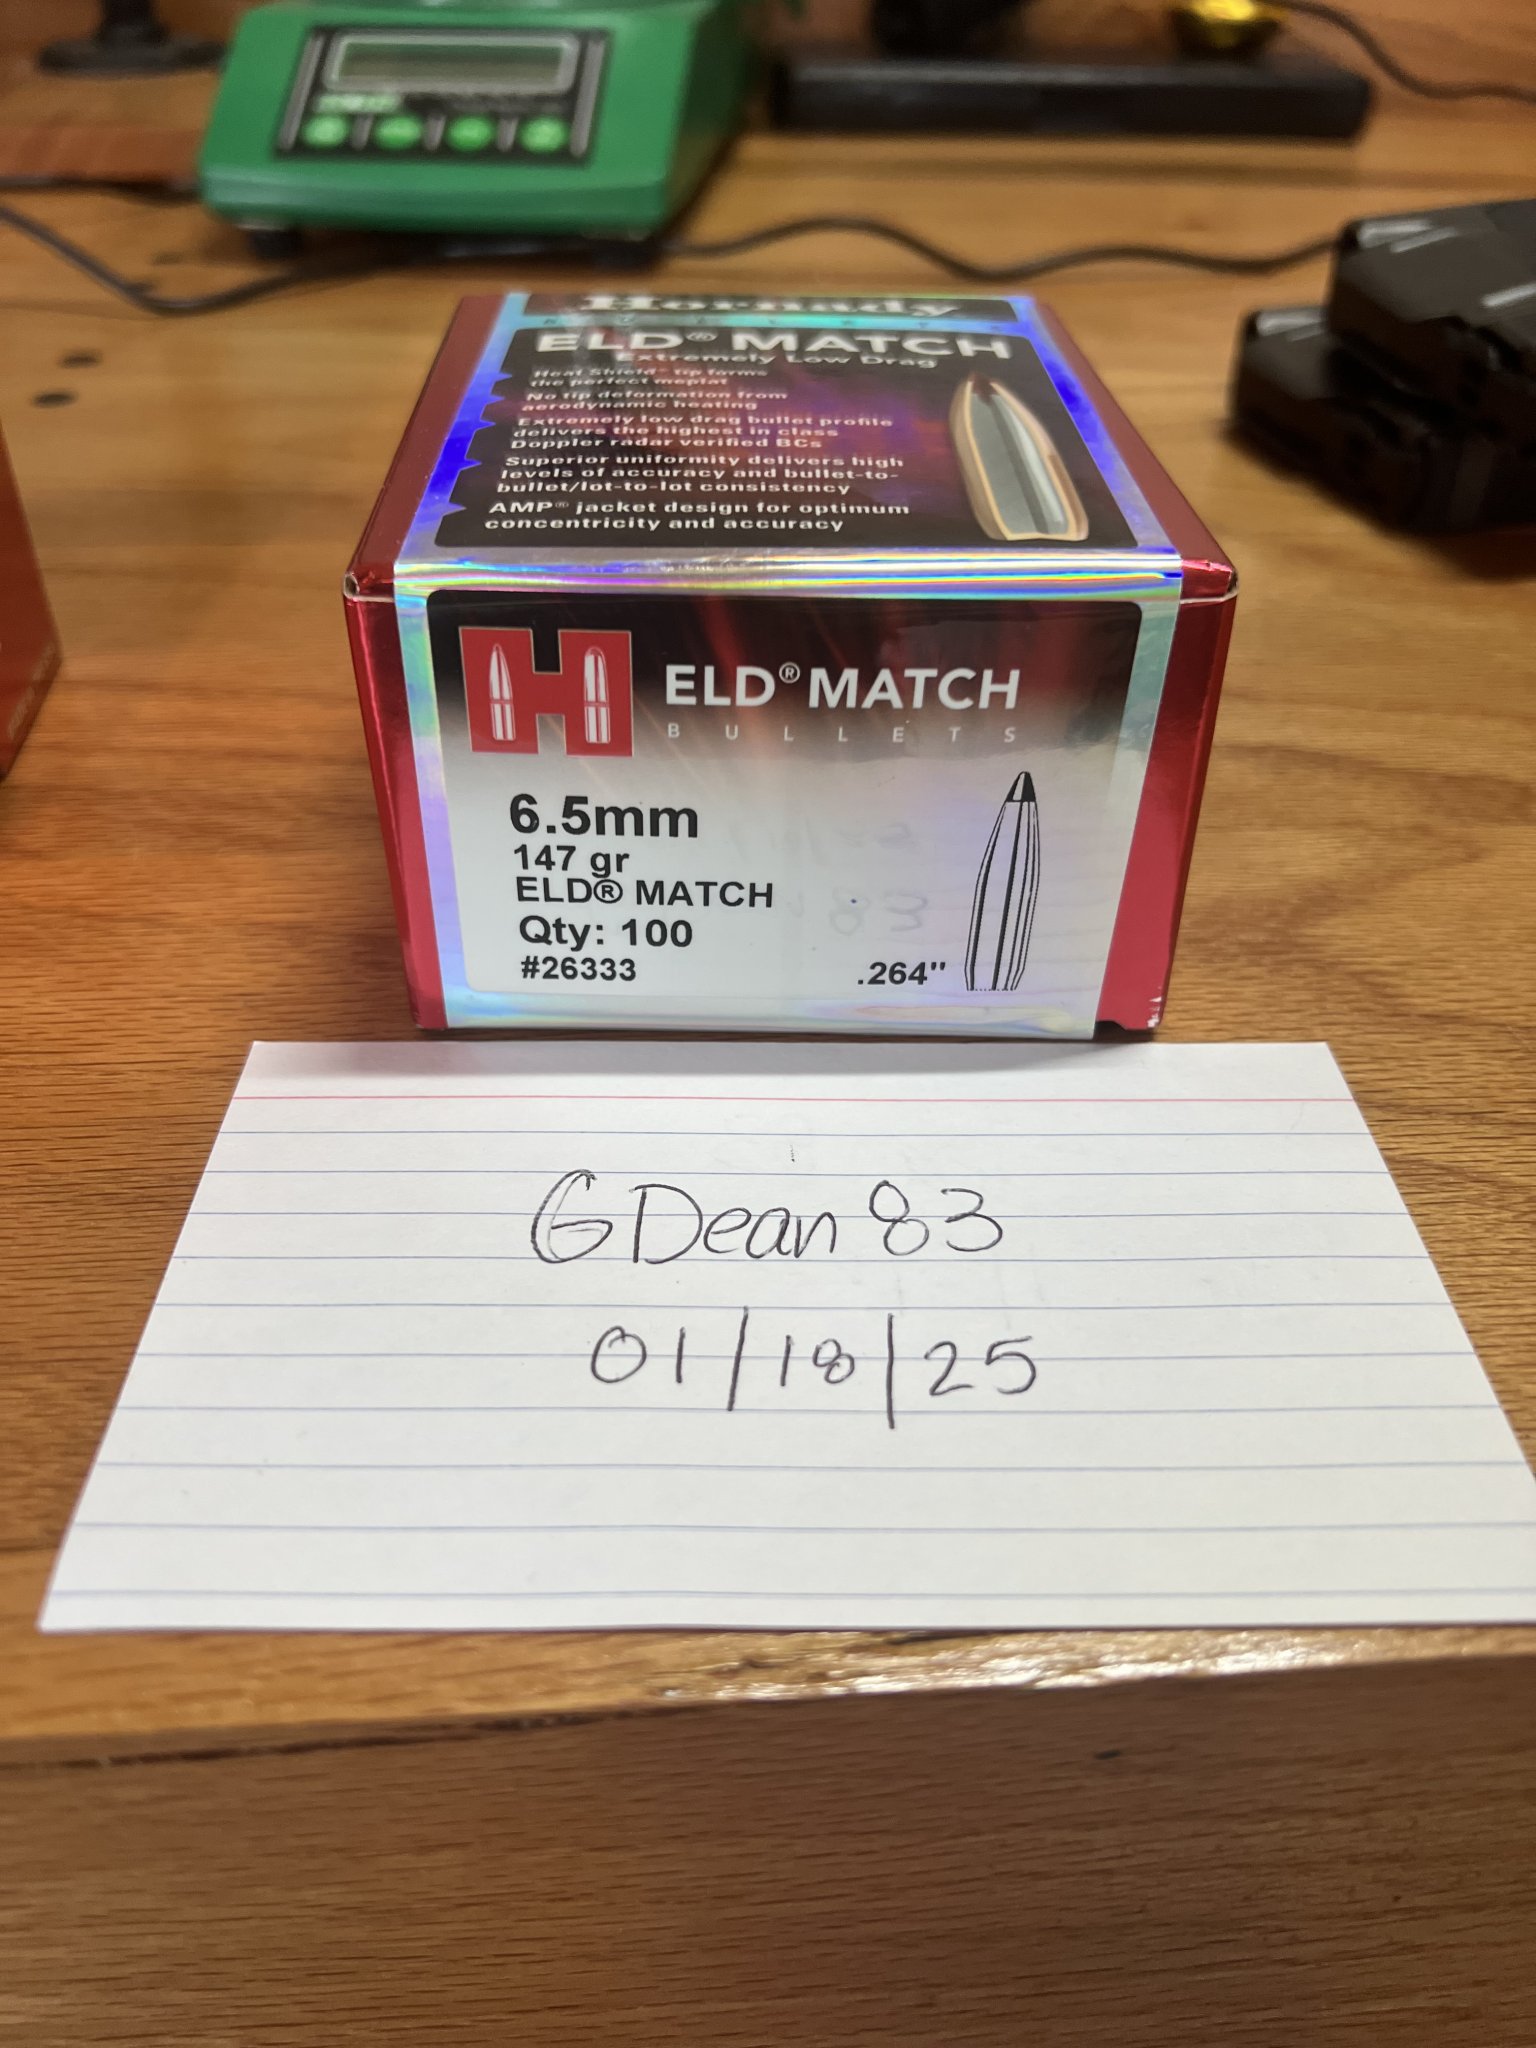 Hornady
ELD® MATCH
Extremely Low Drag
Heat Shield® tip forms
the perfect meplat
No tip deformation from
aerodynamic heating
Extremely low drag bullet profile
delivers the highest in class
Doppler radar verified BCs
Superior uniformity delivers high
levels of accuracy and bullet-to-
bullet/lot-to-lot consistency
AMP® jacket design for optimum
concentricity and accuracy
H
ELD® MATCH
BULLETS
6.5mm
147 gr
ELD® MATCH
Qty: 100
#26333
.264"
GDean83
01/18/25